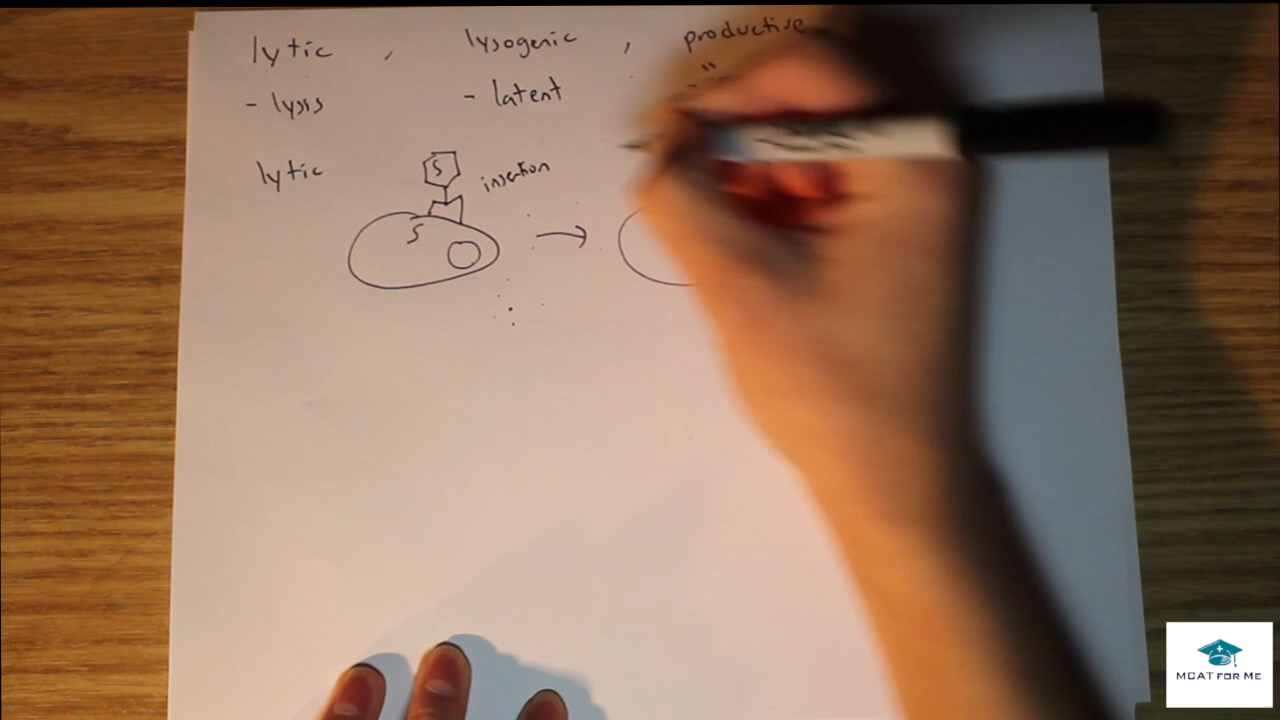 lytic , lysogenic , productive
- lysis - latent - "
lytic
S insertion
S
MCAT FOR ME